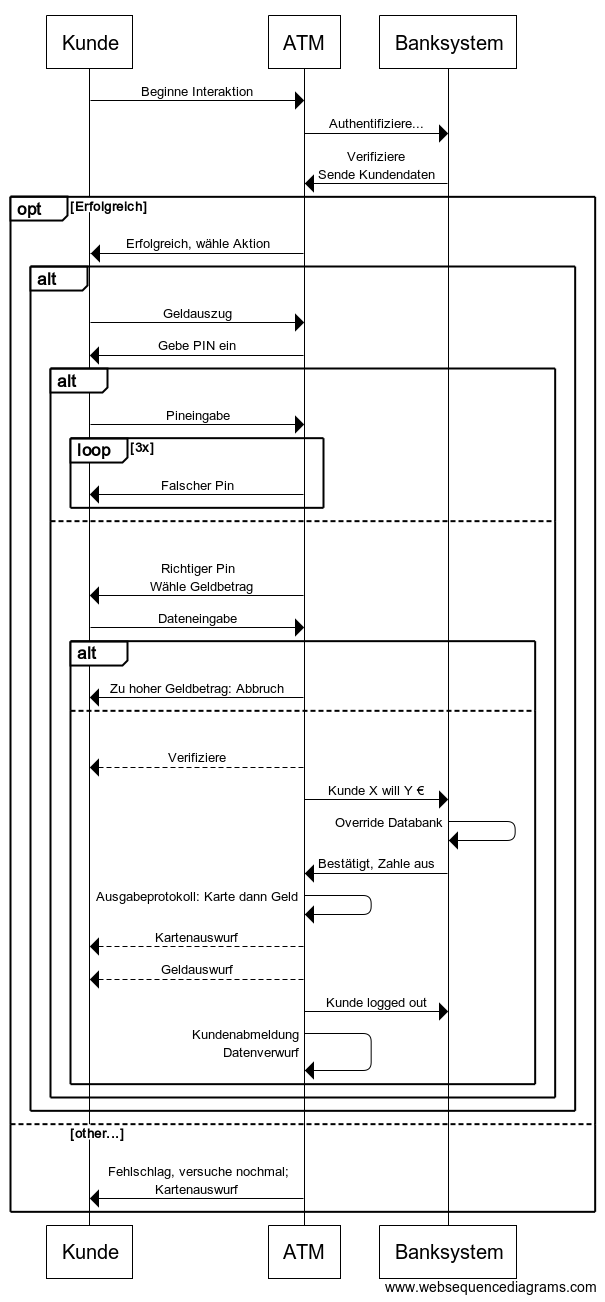 Kunde
ATM
Banksystem
Beginne Interaktion
Authentifiziere...
Verifiziere
Sende Kundendaten
opt
[Erfolgreich]
Erfolgreich, wähle Aktion
alt
Geldauszug
Gebe PIN ein
alt
Pineingabe
loop
[3x]
Falscher Pin
Richtiger Pin
Wähle Geldbetrag
Dateneingabe
alt
Zu hoher Geldbetrag: Abbruch
Verifiziere
Kunde X will Y €
Override Databank
Bestätigt, Zahle aus
Ausgabeprotokoll: Karte dann Geld
Kartenauswurf
Geldauswurf
Kunde logged out
Kundenabmeldung
Datenverwurf
[other...]
Fehlschlag, versuche nochmal;
Kartenauswurf
Kunde
ATM
Banksystem
www.websequencediagrams.com